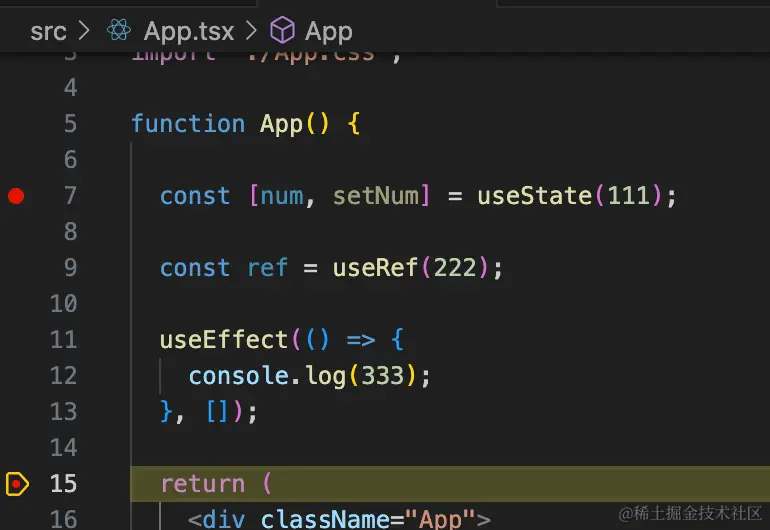 src > App.tsx > App
3 import './App.css';
4
5 function App() {
6
7 const [num, setNum] = useState(111);
8
9 const ref = useRef(222);
10
11 useEffect(() => {
12 console.log(333);
13 }, []);
14
15 return (
16 <div className="App">
@稀土掘金技术社区